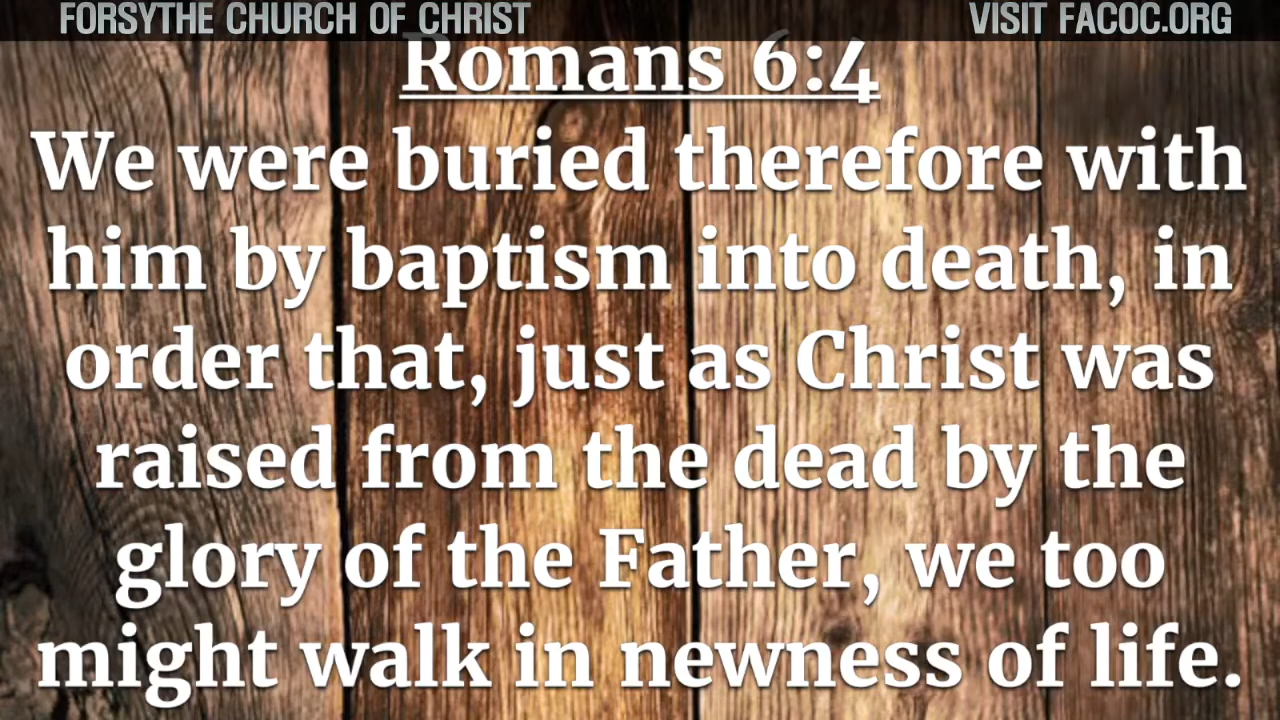 FORSYTHE CHURCH OF CHRIST
VISIT FACOC.ORG
Romans 6:4
We were buried therefore with
him by baptism into death, in
order that, just as Christ was
raised from the dead by the
glory of the Father, we too
might walk in newness of life.